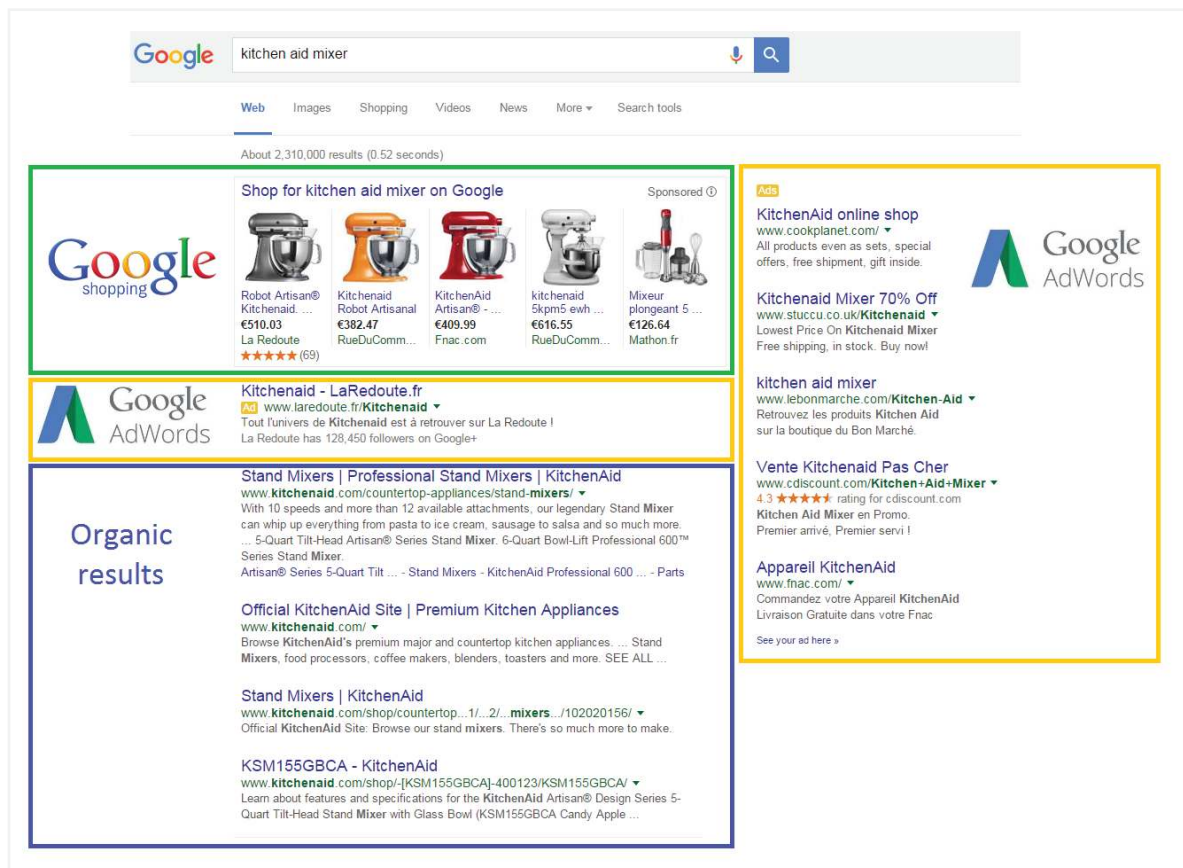 Google
kitchen aid mixer
Web Images Shopping Videos News More Search tools
About 2,310,000 results (0.52 seconds)
Google
shopping
Shop for kitchen aid mixer on Google
Sponsored
Robot Artisan®
Kitchenaid. ...
€510.03
La Redoute
(69)
Kitchenaid
Robot Artisanal
€382.47
RueDuComm...
KitchenAid
Artisan® - ...
€409.99
Fnac.com
kitchenaid
5kpm5 ewh ...
€616.55
RueDuComm...
Mixeur
plongeant 5 ...
€126.64
Mathon.fr
Google
AdWords
Kitchenaid - LaRedoute.fr
Ad www.laredoute.fr/Kitchenaid
Tout l'univers de Kitchenaid est à retrouver sur La Redoute !
La Redoute has 128,450 followers on Google+
Organic
results
Stand Mixers | Professional Stand Mixers | KitchenAid
www.kitchenaid.com/countertop-appliances/stand-mixers/
With 10 speeds and more than 12 available attachments, our legendary Stand Mixer
can whip up everything from pasta to ice cream, sausage to salsa and so much more.
... 5-Quart Tilt-Head Artisan® Series Stand Mixer. 6-Quart Bowl-Lift Professional 600™
Series Stand Mixer.
Artisan® Series 5-Quart Tilt ... - Stand Mixers - KitchenAid Professional 600 ... - Parts
Official KitchenAid Site | Premium Kitchen Appliances
www.kitchenaid.com/
Browse KitchenAid's premium major and countertop kitchen appliances. ... Stand
Mixers, food processors, coffee makers, blenders, toasters and more. SEE ALL ...
Stand Mixers | KitchenAid
www.kitchenaid.com/shop/countertop...1/...2/...mixers.../102020156/
Official KitchenAid Site: Browse our stand mixers. There's so much more to make.
KSM155GBCA - KitchenAid
www.kitchenaid.com/shop/-[KSM155GBCA]-400123/KSM155GBCA/
Learn about features and specifications for the KitchenAid Artisan® Design Series 5-
Quart Tilt-Head Stand Mixer with Glass Bowl (KSM155GBCA Candy Apple ...
Ads
KitchenAid online shop
www.cookplanet.com/
All products even as sets, special
offers, free shipment, gift inside.
Google
AdWords
Kitchenaid Mixer 70% Off
www.stuccu.co.uk/Kitchenaid
Lowest Price On Kitchenaid Mixer
Free shipping, in stock. Buy now!
kitchen aid mixer
www.lebonmarche.com/Kitchen-Aid
Retrouvez les produits Kitchen Aid
sur la boutique du Bon Marché.
Vente Kitchenaid Pas Cher
www.cdiscount.com/Kitchen+Aid+Mixer
4.3 rating for cdiscount.com
Kitchen Aid Mixer en Promo.
Premier arrivé, Premier servi !
Appareil KitchenAid
www.fnac.com/
Commandez votre Appareil KitchenAid
Livraison Gratuite dans votre Fnac
See your ad here »